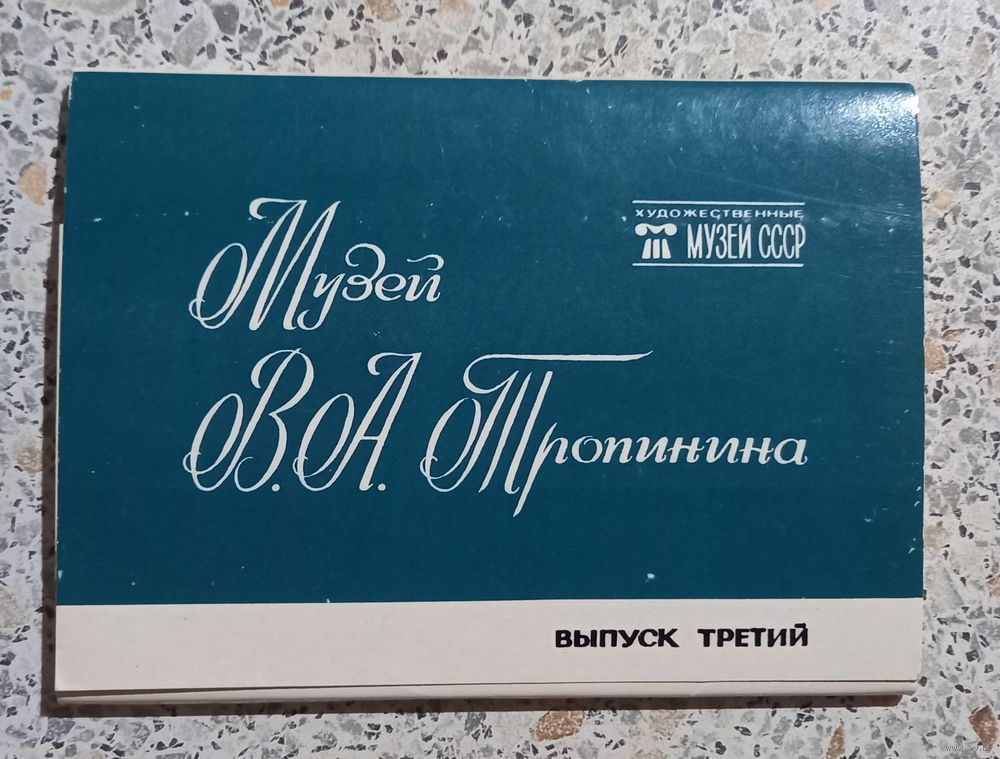 Музей
В.А. Тропинина
ХУДОЖЕСТВЕННЫЕ
МУЗЕИ СССР
ВЫПУСК ТРЕТИЙ